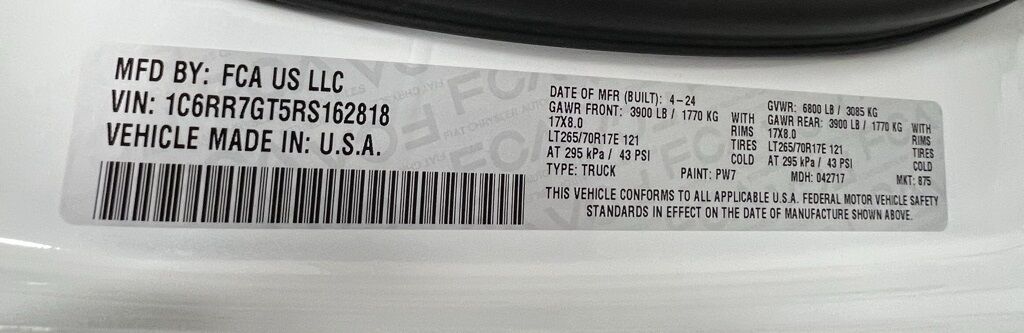 MFD BY: FCA US LLC
VIN: 1C6RR7GT5RS162818
VEHICLE MADE IN: U.S.A.
DATE OF MFR (BUILT): 4-24
GAWR FRONT: 3900 LB / 1770 KG WITH
17X8.0 RIMS
LT265/70R17E 121 TIRES
AT 295 kPa / 43 PSI COLD
TYPE: TRUCK PAINT: PW7
GVWR: 6800 LB / 3085 KG
GAWR REAR: 3900 LB / 1770 KG WITH
17X8.0 RIMS
LT265/70R17E 121 TIRES
AT 295 kPa / 43 PSI COLD
MDH: 042717 MKT: 875
THIS VEHICLE CONFORMS TO ALL APPLICABLE U.S.A. FEDERAL MOTOR VEHICLE SAFETY
STANDARDS IN EFFECT ON THE DATE OF MANUFACTURE SHOWN ABOVE.